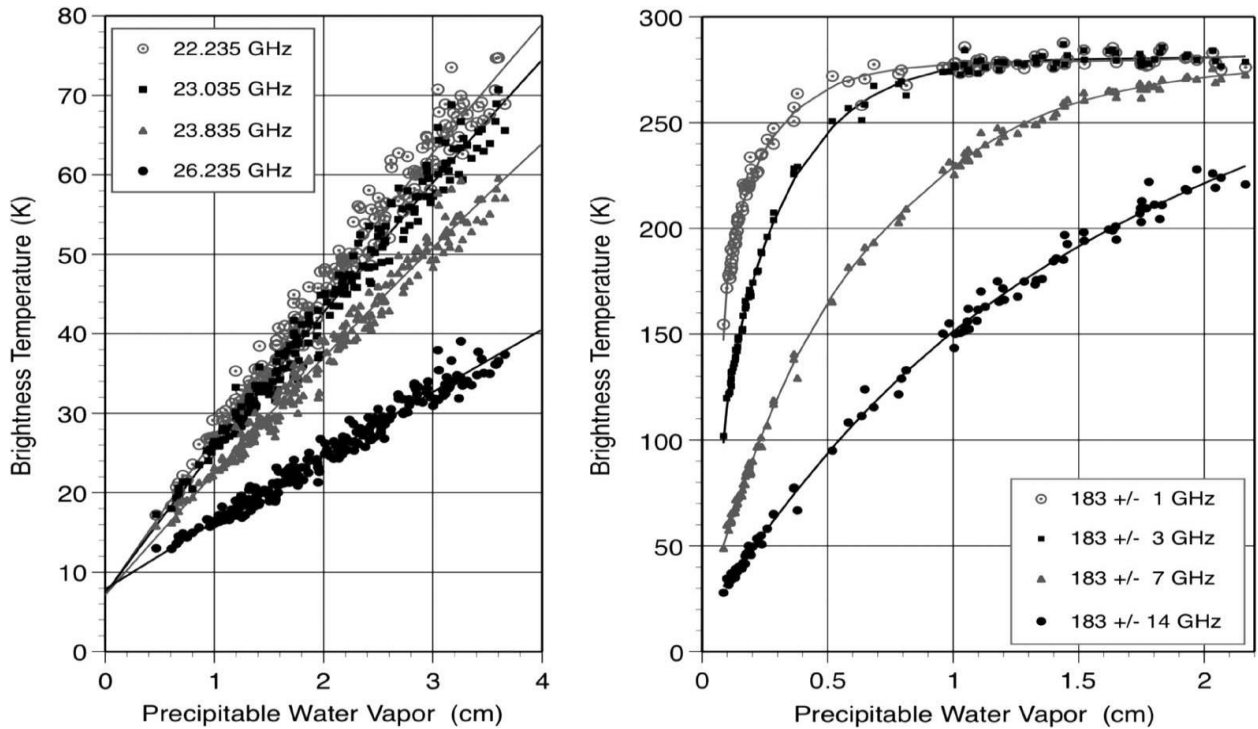 80
70
60
50
40
30
20
10
0
Brightness Temperature (K)
22.235 GHz
23.035 GHz
23.835 GHz
26.235 GHz
0 1 2 3 4
Precipitable Water Vapor (cm)
300
250
200
150
100
50
0
Brightness Temperature (K)
183 +/- 1 GHz
183 +/- 3 GHz
183 +/- 7 GHz
183 +/- 14 GHz
0 0.5 1 1.5 2
Precipitable Water Vapor (cm)